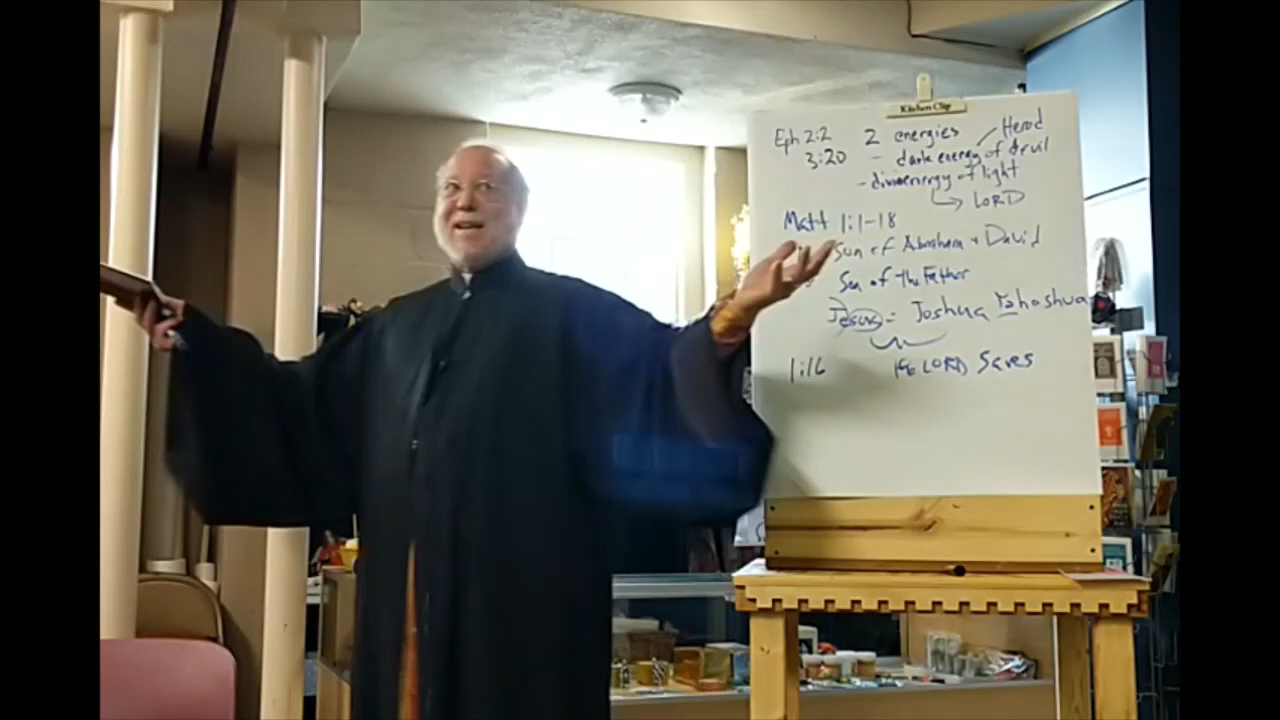 Kitchen Clip
Eph 2:2 2 energies Herod
3:20 - dark energy of devil
- divine energy of light
LORD
Matt 1:1-18
Son of Abraham + David
Son of the Father
Jesus = Joshua Yahoshua
1:16 LORD Saves